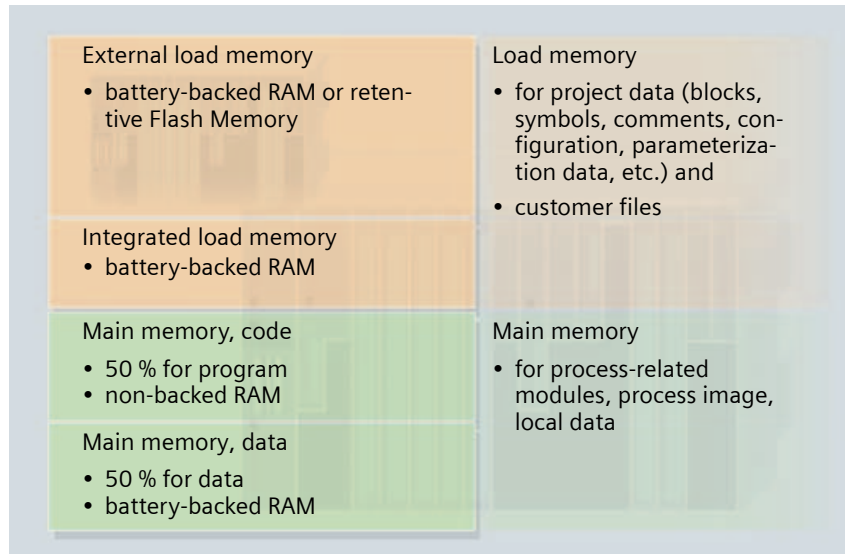 External load memory
• battery-backed RAM or reten-
tive Flash Memory
Integrated load memory
• battery-backed RAM
Main memory, code
• 50 % for program
• non-backed RAM
Main memory, data
• 50 % for data
• battery-backed RAM
Load memory
• for project data (blocks,
symbols, comments, con-
figuration, parameteriza-
tion data, etc.) and
• customer files
Main memory
• for process-related
modules, process image,
local data